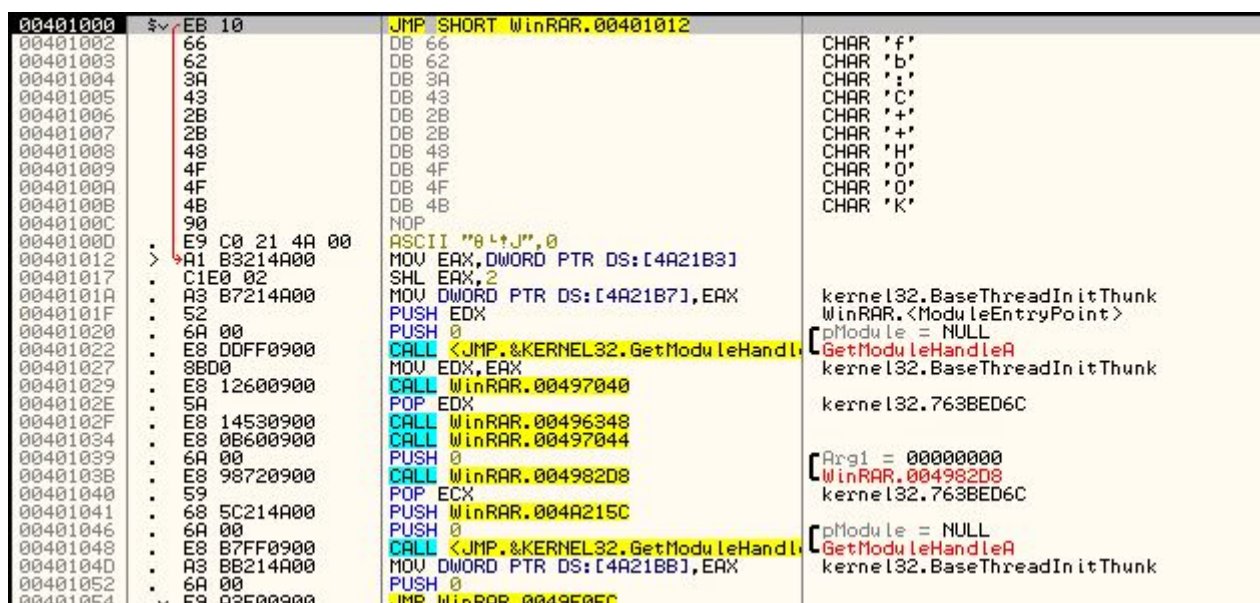 00401000 $ EB 10 JMP SHORT WinRAR.00401012
00401002 66 DB 66 CHAR 'f'
00401003 62 DB 62 CHAR 'b'
00401004 3A DB 3A CHAR ':'
00401005 43 DB 43 CHAR 'C'
00401006 2B DB 2B CHAR '+'
00401007 2B DB 2B CHAR '+'
00401008 48 DB 48 CHAR 'H'
00401009 4F DB 4F CHAR 'O'
0040100A 4F DB 4F CHAR 'O'
0040100B 4B DB 4B CHAR 'K'
0040100C 90 NOP
0040100D . E9 C0 21 4A 00 ASCII "θ└!J",0
00401012 > A1 B3214A00 MOV EAX,DWORD PTR DS:[4A21B3]
00401017 . C1E0 02 SHL EAX,2
0040101A . A3 B7214A00 MOV DWORD PTR DS:[4A21B7],EAX kernel32.BaseThreadInitThunk
0040101F . 52 PUSH EDX WinRAR.<ModuleEntryPoint>
00401020 . 6A 00 PUSH 0 pModule = NULL
00401022 . E8 DDFF0900 CALL <JMP.&KERNEL32.GetModuleHandl GetModuleHandleA
00401027 . 8BD0 MOV EDX,EAX kernel32.BaseThreadInitThunk
00401029 . E8 12600900 CALL WinRAR.00497040
0040102E . 5A POP EDX kernel32.763BED6C
0040102F . E8 14530900 CALL WinRAR.00496348
00401034 . E8 0B600900 CALL WinRAR.00497044
00401039 . 6A 00 PUSH 0 Arg1 = 00000000
0040103B . E8 98720900 CALL WinRAR.004982D8 WinRAR.004982D8
00401040 . 59 POP ECX kernel32.763BED6C
00401041 . 68 5C214A00 PUSH WinRAR.004A215C
00401046 . 6A 00 PUSH 0 pModule = NULL
00401048 . E8 B7FF0900 CALL <JMP.&KERNEL32.GetModuleHandl GetModuleHandleA
0040104D . A3 BB214A00 MOV DWORD PTR DS:[4A21BB],EAX kernel32.BaseThreadInitThunk
00401052 . 6A 00 PUSH 0